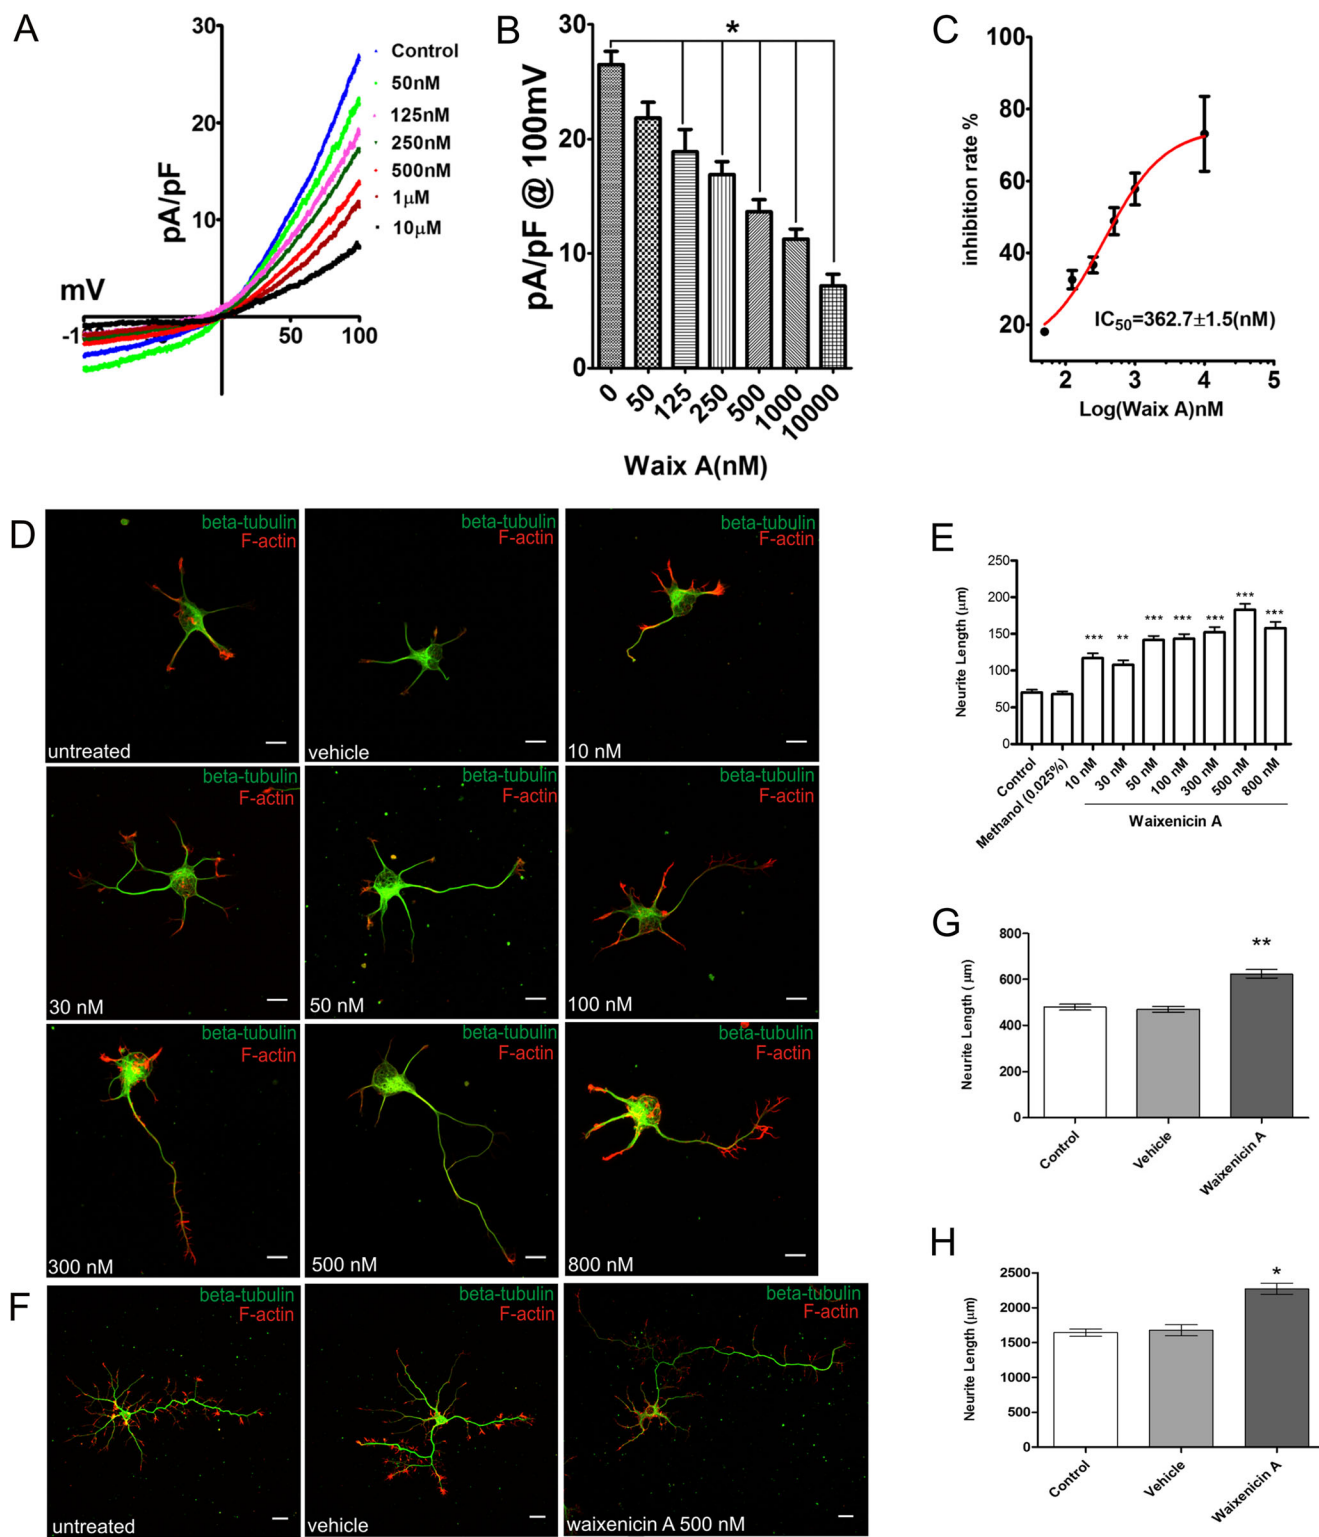 A
30
20
10
pA/pF
mV
50
100
Control
50nM
125nM
250nM
500nM
1μM
10μM
B
pA/pF @ 100mV
40
30
20
10
0
*
0
50
125
250
500
1000
10000
Waix A(nM)
C
inhibition rate %
100
80
60
40
20
IC50=362.7±1.5(nM)
2
3
4
5
Log(Waix A)nM
D
beta-tubulin
F-actin
untreated
beta-tubulin
F-actin
vehicle
beta-tubulin
F-actin
10 nM
beta-tubulin
F-actin
30 nM
beta-tubulin
F-actin
50 nM
beta-tubulin
F-actin
100 nM
beta-tubulin
F-actin
300 nM
beta-tubulin
F-actin
500 nM
beta-tubulin
F-actin
800 nM
E
Neurite Length (μm)
250
200
150
100
50
0
***
**
***
***
***
***
***
Control
Methanol (0.025%)
10 nM
30 nM
50 nM
100 nM
300 nM
500 nM
800 nM
Waixenicin A
F
beta-tubulin
F-actin
untreated
beta-tubulin
F-actin
vehicle
beta-tubulin
F-actin
waixenicin A 500 nM
G
Neurite Length ( μm)
800
600
400
200
0
**
Control
Vehicle
Waixenicin A
H
Neurite Length (μm)
2500
2000
1500
1000
500
0
*
Control
Vehicle
Waixenicin A